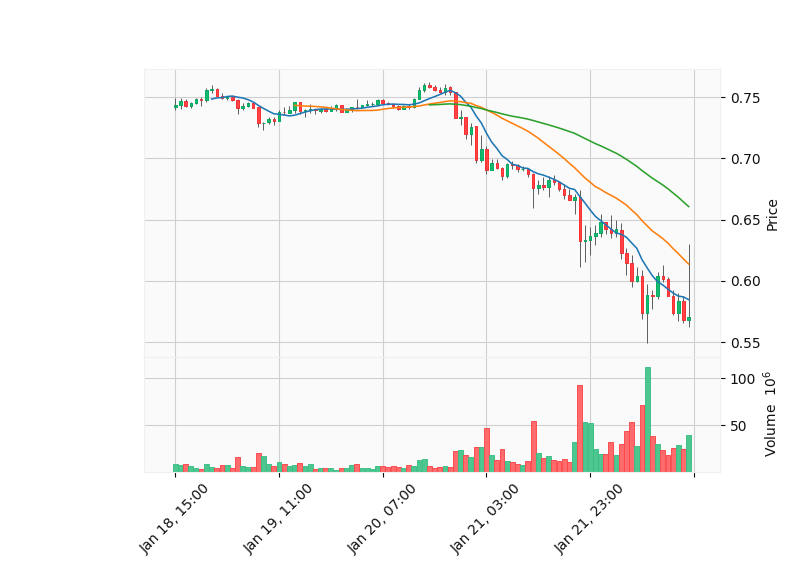 0.75
0.70
0.65
0.60
0.55
Price
100
50
Volume 10^6
Jan 18, 15:00
Jan 19, 11:00
Jan 20, 07:00
Jan 21, 03:00
Jan 21, 23:00